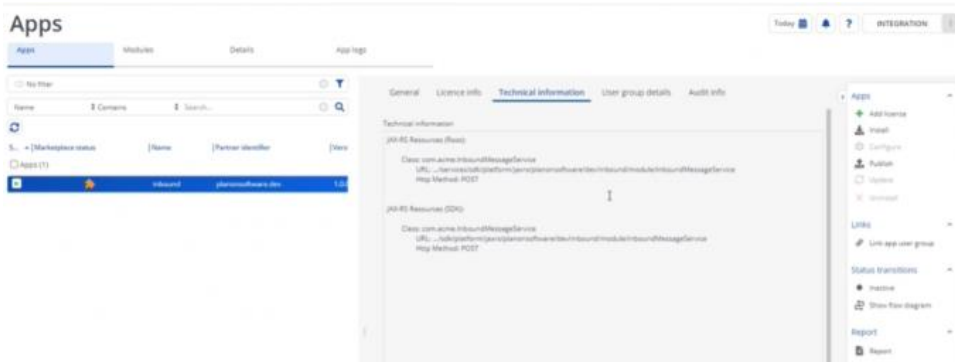 Apps
Today
?
INTEGRATION
Apps
Modules
Details
App logs
No filter
Name
Contains
Search...
S...
Marketplace status
Name
Partner identifier
Vers
Apps (1)
inbound
planonsoftware.dev
1.0.
General
Licence info
Technical information
User group details
Audit info
Technical information
JAX-RS Resources (Rest):
Class: com.acme.InboundMessageService
Http Method: POST
JAX-RS Resources (SDK):
Class: com.acme.InboundMessageService
Http Method: POST
Apps
Add license
Install
Configure
Publish
Update
Uninstall
Links
Link app user group
Status transitions
Inactive
Show flow diagram
Report
Report